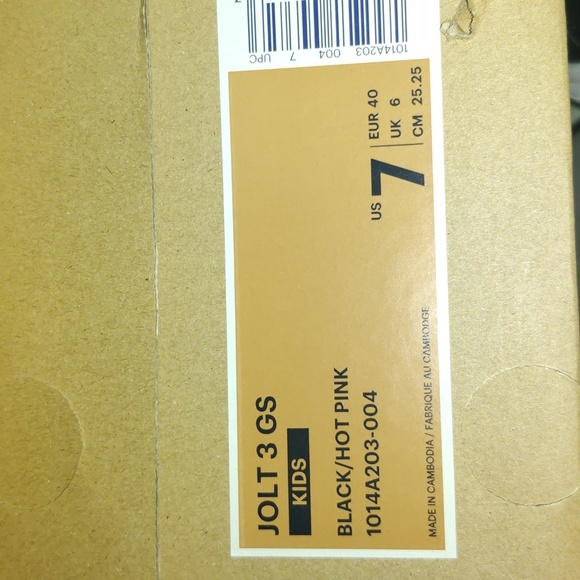 1014A203 004 7 UPC
JOLT 3 GS
KIDS
BLACK/HOT PINK
1014A203-004
US 7
EUR 40
UK 6
CM 25.25
MADE IN CAMBODIA / FABRIQUE AU CAMBODGE